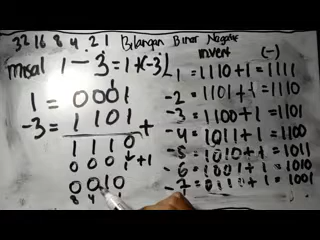 32 16 8 4 2 1 Bilangan Biner Negatif
misal 1 - 3 = 1 + (-3)
invert (-)
1 = 0001
-3 = 1101 +
1110
0001 +1
0010
8 4
1 = 1110 + 1 = 1111
-2 = 1101 + 1 = 1110
-3 = 1100 + 1 = 1101
-4 = 1011 + 1 = 1100
-5 = 1010 + 1 = 1011
-6 = 1001 + 1 = 1010
-7 = 0111 + 1 = 1001